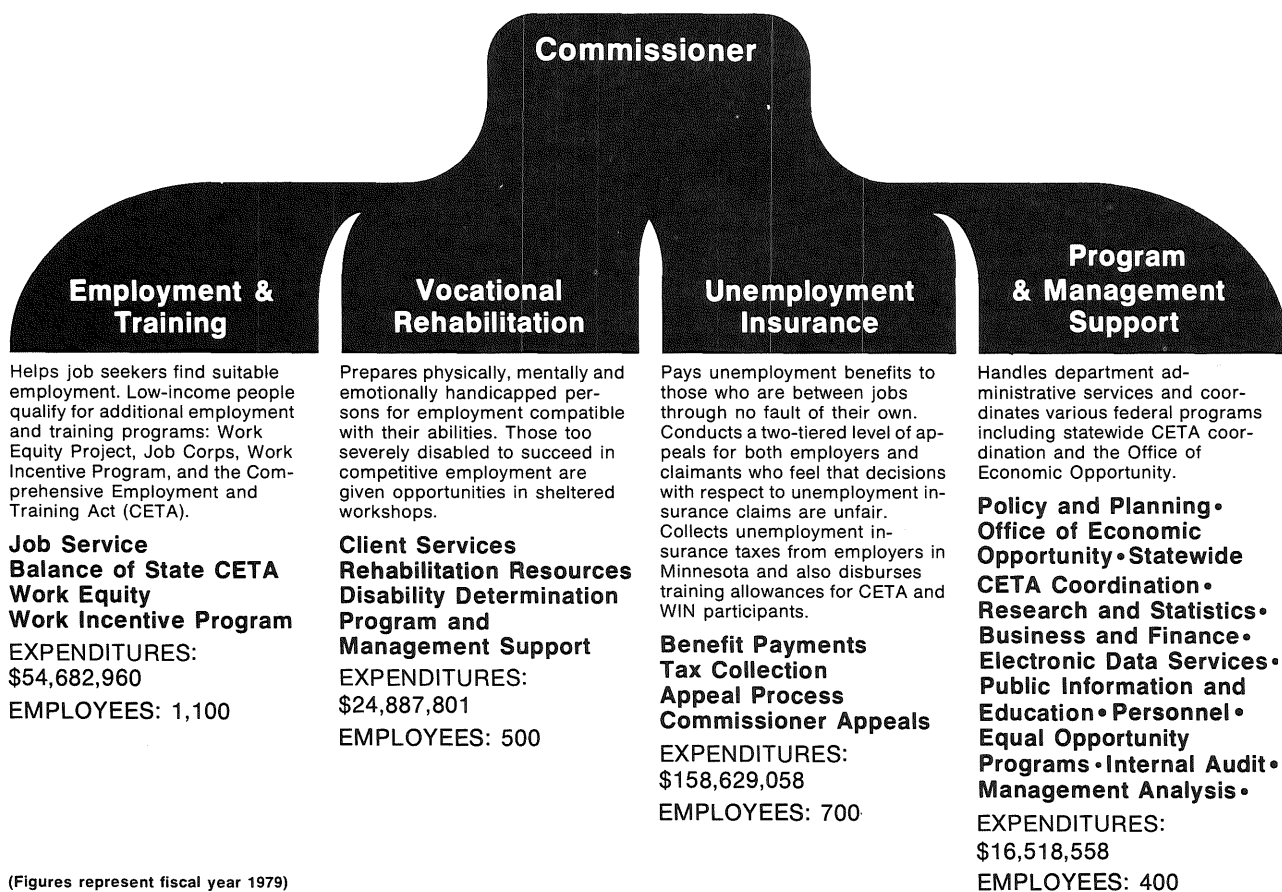 Commissioner
Employment &
Training
Helps job seekers find suitable
employment. Low-income people
qualify for additional employment
and training programs: Work
Equity Project, Job Corps, Work
Incentive Program, and the Com-
prehensive Employment and
Training Act (CETA).
Job Service
Balance of State CETA
Work Equity
Work Incentive Program
EXPENDITURES:
$54,682,960
EMPLOYEES: 1,100
Vocational
Rehabilitation
Prepares physically, mentally and
emotionally handicapped per-
sons for employment compatible
with their abilities. Those too
severely disabled to succeed in
competitive employment are
given opportunities in sheltered
workshops.
Client Services
Rehabilitation Resources
Disability Determination
Program and
Management Support
EXPENDITURES:
$24,887,801
EMPLOYEES: 500
Unemployment
Insurance
Pays unemployment benefits to
those who are between jobs
through no fault of their own.
Conducts a two-tiered level of ap-
peals for both employers and
claimants who feel that decisions
with respect to unemployment in-
surance claims are unfair.
Collects unemployment in-
surance taxes from employers in
Minnesota and also disburses
training allowances for CETA and
WIN participants.
Benefit Payments
Tax Collection
Appeal Process
Commissioner Appeals
EXPENDITURES:
$158,629,058
EMPLOYEES: 700
Program
& Management
Support
Handles department ad-
ministrative services and coor-
dinates various federal programs
including statewide CETA coor-
dination and the Office of
Economic Opportunity.
Policy and Planning•
Office of Economic
Opportunity•Statewide
CETA Coordination•
Research and Statistics•
Business and Finance•
Electronic Data Services•
Public Information and
Education•Personnel•
Equal Opportunity
Programs•Internal Audit•
Management Analysis•
EXPENDITURES:
$16,518,558
EMPLOYEES: 400
(Figures represent fiscal year 1979)